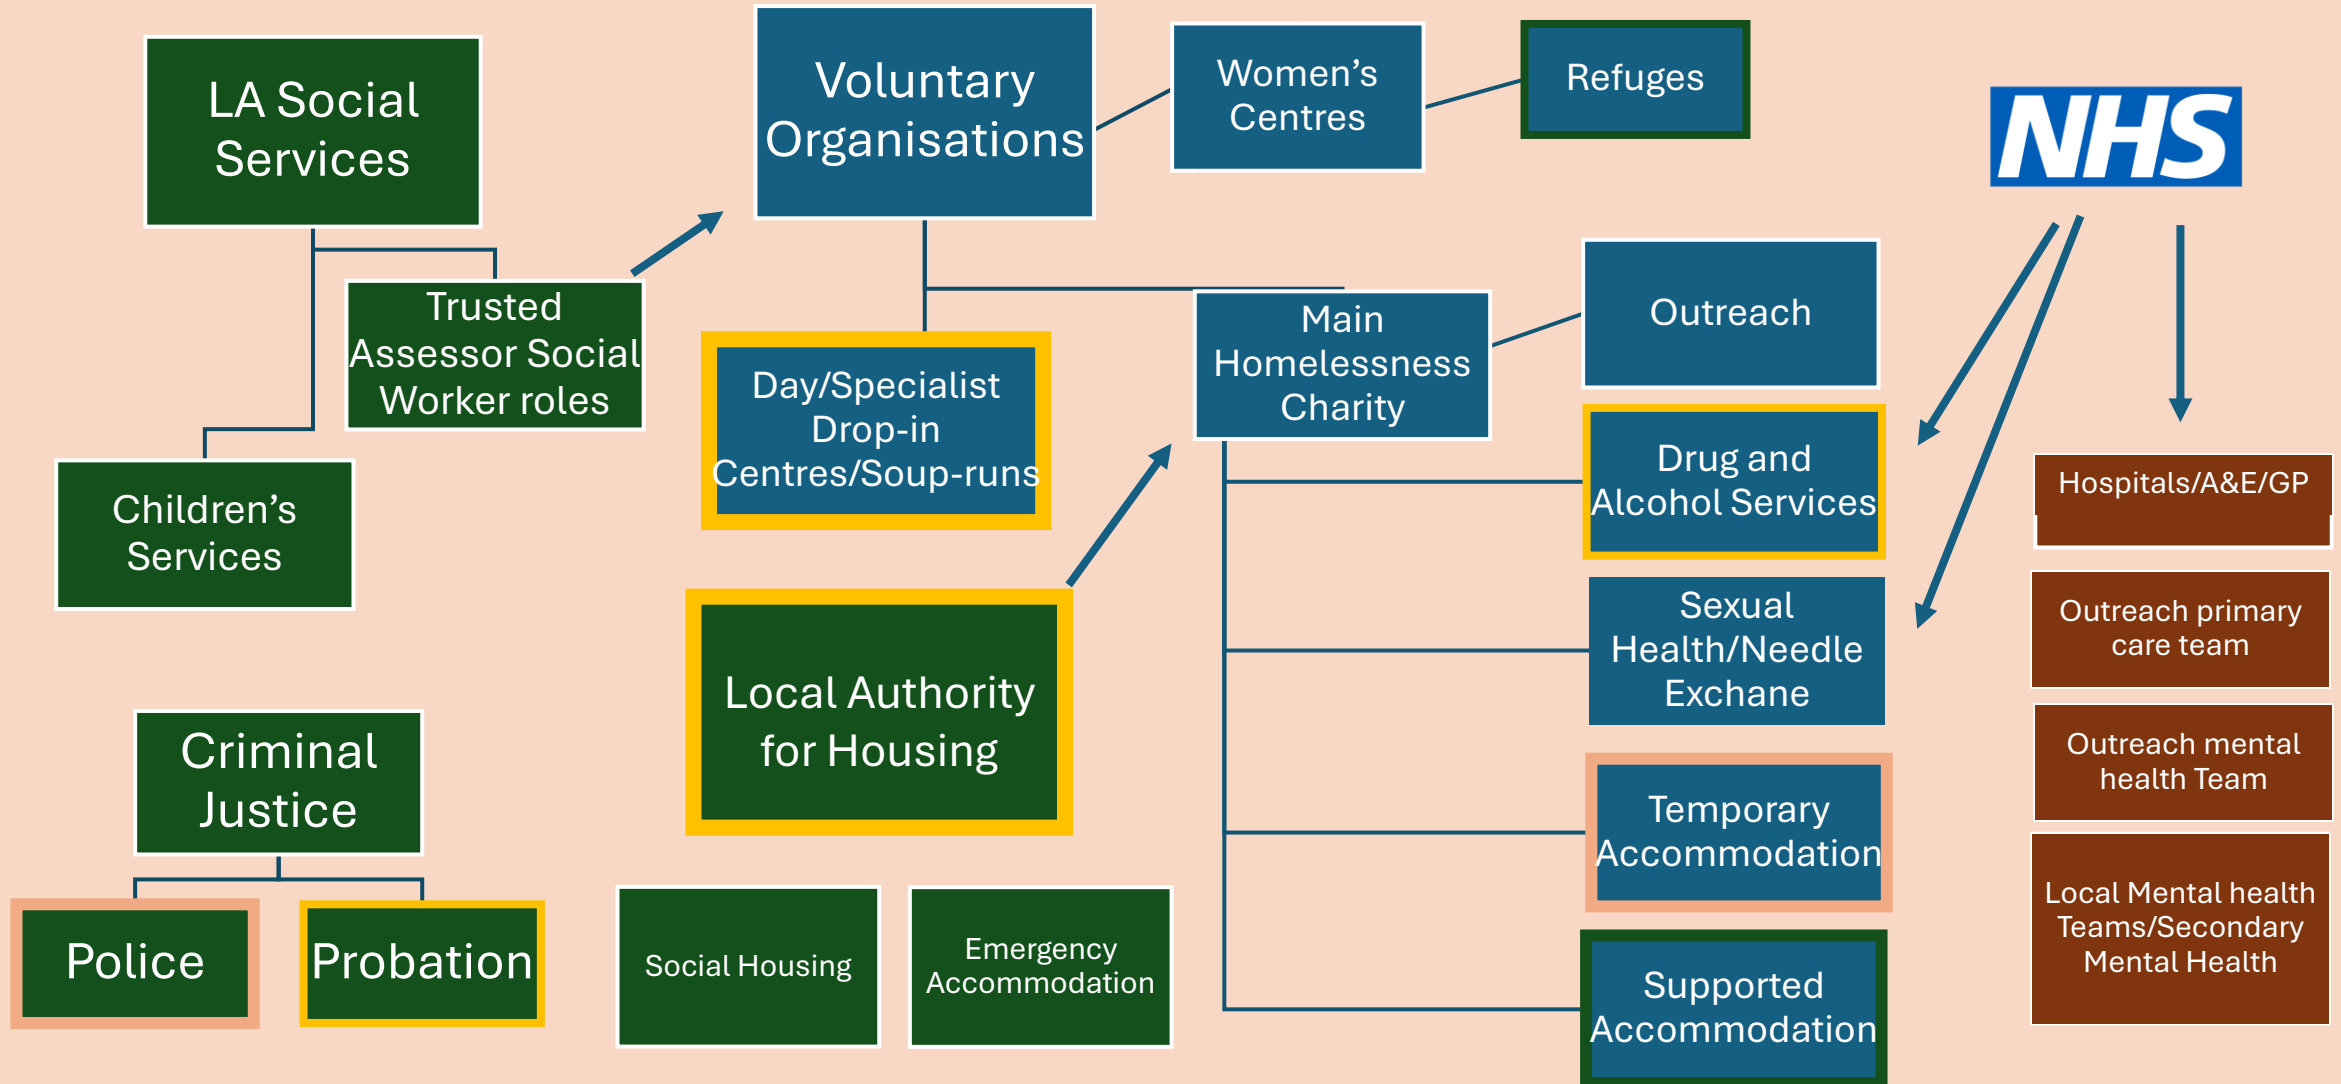 LA Social
Services
Trusted
Assessor Social
Worker roles
Children’s
Services
Criminal
Justice
Police
Probation
Voluntary
Organisations
Women’s
Centres
Refuges
Day/Specialist
Drop-in
Centres/Soup-runs
Main
Homelessness
Charity
Outreach
Drug and
Alcohol Services
Sexual
Health/Needle
Exchane
Temporary
Accommodation
Supported
Accommodation
Local Authority
for Housing
Social Housing
Emergency
Accommodation
NHS
Hospitals/A&E/GP
Outreach primary
care team
Outreach mental
health Team
Local Mental health
Teams/Secondary
Mental Health